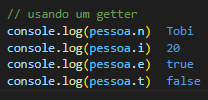 // usando um getter
console.log(pessoa.n)  Tobi
console.log(pessoa.i)  20
console.log(pessoa.e)  true
console.log(pessoa.t)  false